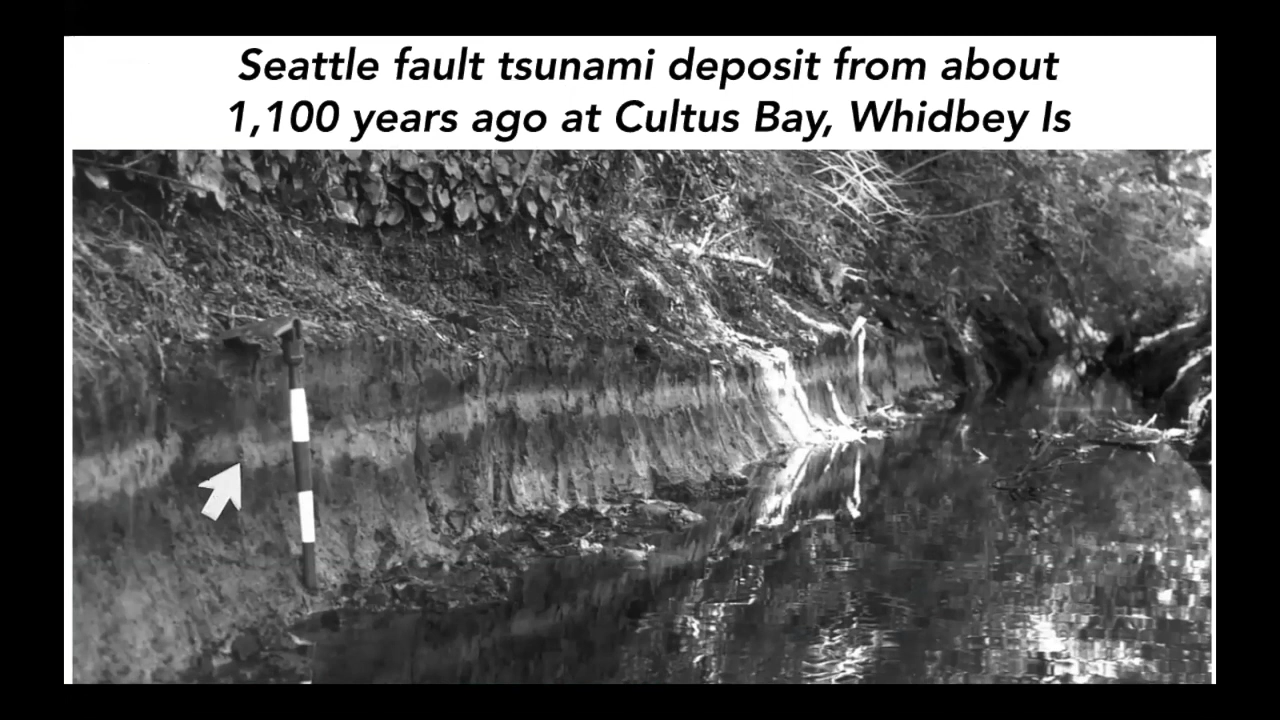 Seattle fault tsunami deposit from about
1,100 years ago at Cultus Bay, Whidbey Is